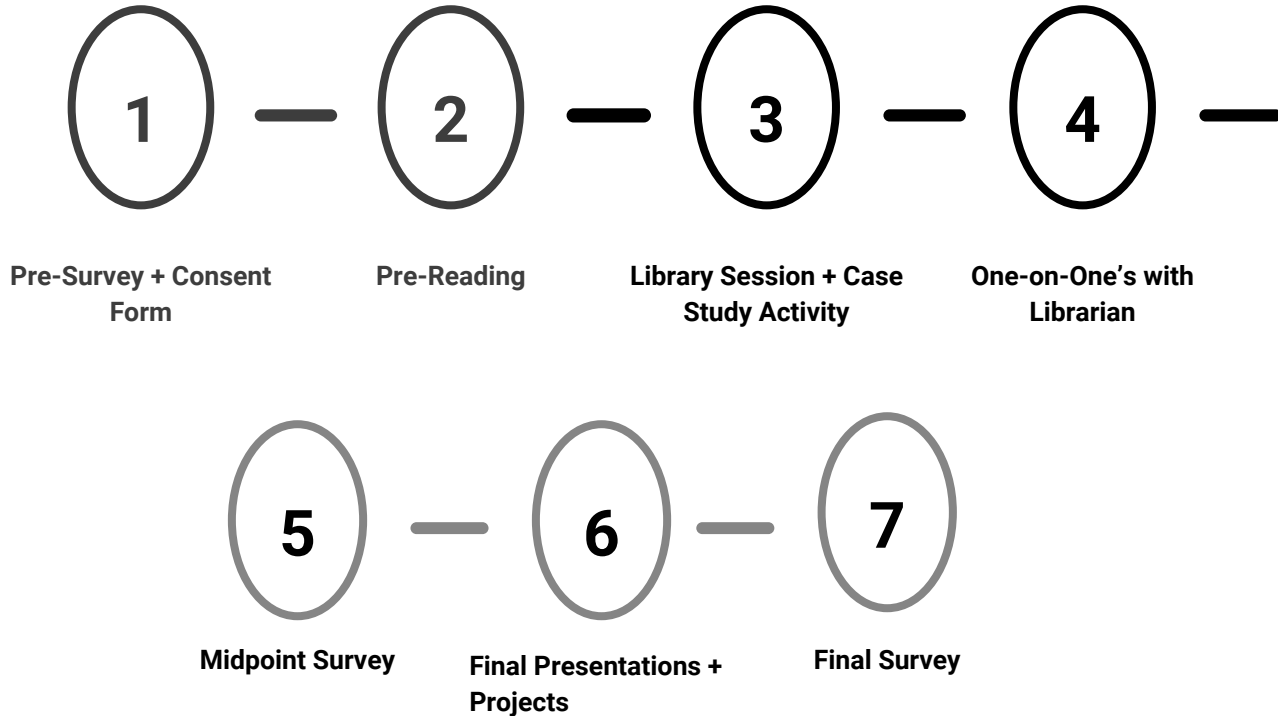 1
2
3
4
Pre-Survey + Consent
Form
Pre-Reading
Library Session + Case
Study Activity
One-on-One’s with
Librarian
5
6
7
Midpoint Survey
Final Presentations +
Projects
Final Survey